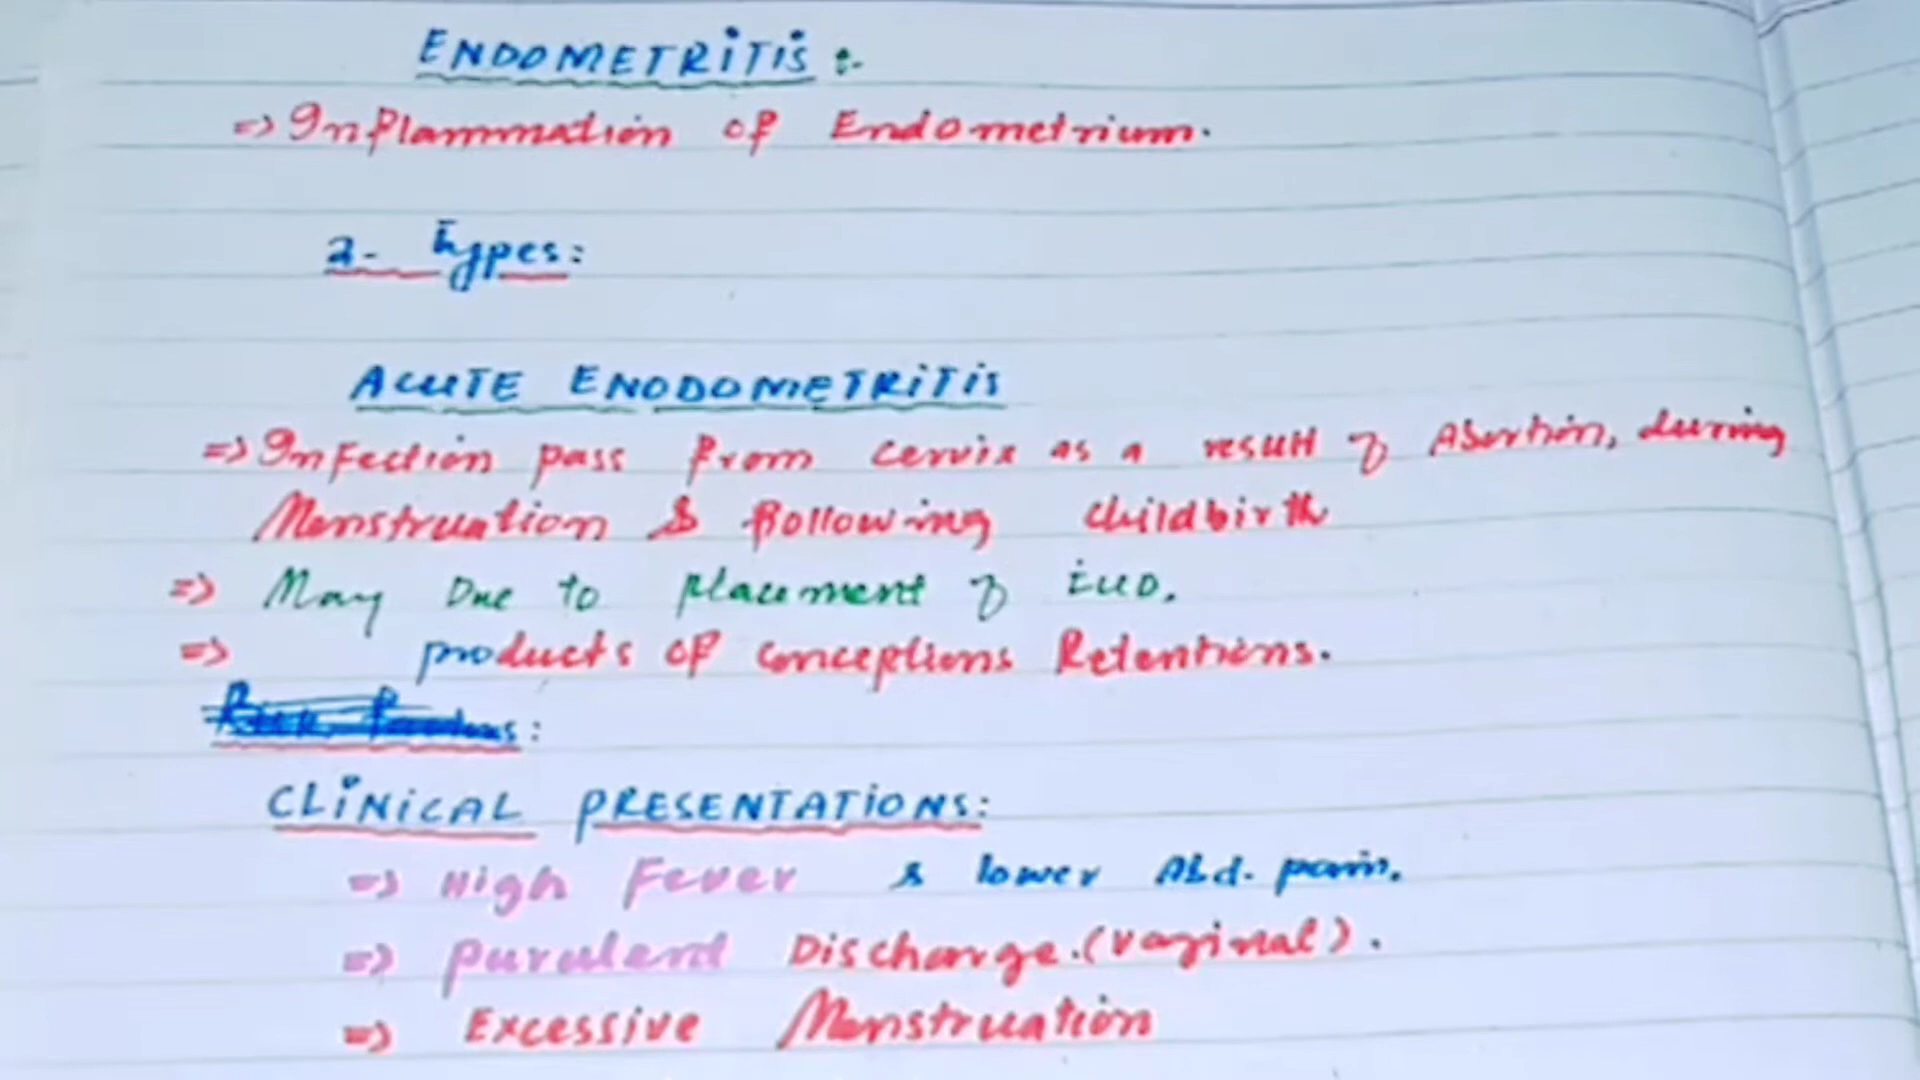 ENDOMETRITIS :-
=> Inflammation of Endometrium.
2- Types:
ACUTE ENODOMETRITIS
=> Infection pass from cervix as a result of Abortion, during
Menstruation & following childbirth
=> May Due to placement of IUD.
=> products of conceptions Retentions.
:
CLINICAL PRESENTATIONS:
=> High Fever & lower Abd. pain.
=> purulent Discharge.(vaginal).
=> Excessive Menstruation